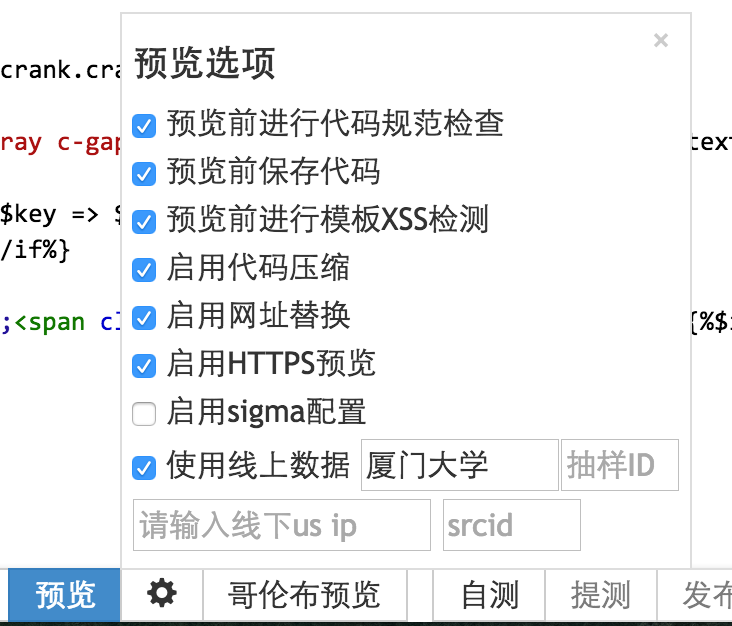 ×
预览选项
crank.cra
预览前进行代码规范检查
ray c-gap
预览前保存代码
$key => $
预览前进行模板XSS检测
/if%}
启用代码压缩
;<span cl
启用网址替换
{%$i
启用HTTPS预览
启用sigma配置
使用线上数据 厦门大学 抽样ID
请输入线下us ip srcid
预览 哥伦布预览 自测 提测 发布